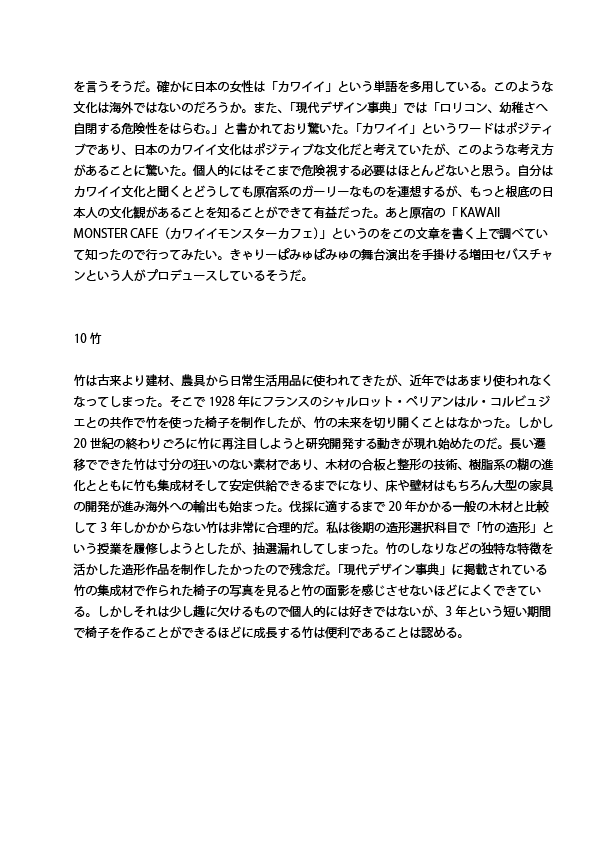 を言うそうだ。確かに日本の女性は「カワイイ」という単語を多用している。このような
文化は海外ではないのだろうか。また、「現代デザイン事典」では「ロリコン、幼稚さへ
自閉する危険性をはらむ。」と書かれており驚いた。「カワイイ」というワードはポジティ
ブであり、日本のカワイイ文化はポジティブな文化だと考えていたが、このような考え方
があることに驚いた。個人的にはそこまで危険視する必要はほとんどないと思う。自分は
カワイイ文化と聞くとどうしても原宿系のガーリーなものを連想するが、もっと根底の日
本人の文化観があることを知ることができて有益だった。あと原宿の「 KAWAII
MONSTER CAFE（カワイイモンスターカフェ）」というのをこの文章を書く上で調べてい
て知ったので行ってみたい。きゃりーぱみゅぱみゅの舞台演出を手掛ける増田セバスチャ
ンという人がプロデュースしているそうだ。
10 竹
竹は古来より建材、農具から日常生活用品に使われてきたが、近年ではあまり使われなく
なってしまった。そこで 1928 年にフランスのシャルロット・ペリアンはル・コルビュジ
エとの共作で竹を使った椅子を制作したが、竹の未来を切り開くことはなかった。しかし
20 世紀の終わりごろに竹に再注目しようと研究開発する動きが現れ始めたのだ。長い遷
移でできた竹は寸分の狂いのない素材であり、木材の合板と整形の技術、樹脂系の糊の進
化とともに竹も集成材そして安定供給できるまでになり、床や壁材はもちろん大型の家具
の開発が進み海外への輸出も始まった。伐採に適するまで 20 年かかる一般の木材と比較
して 3 年しかかからない竹は非常に合理的だ。私は後期の造形選択科目で「竹の造形」と
いう授業を履修しようとしたが、抽選漏れしてしまった。竹のしなりなどの独特な特徴を
活かした造形作品を制作したかったので残念だ。「現代デザイン事典」に掲載されている
竹の集成材で作られた椅子の写真を見ると竹の面影を感じさせないほどによくできてい
る。しかしそれは少し趣に欠けるもので個人的には好きではないが、3 年という短い期間
で椅子を作ることができるほどに成長する竹は便利であることは認める。